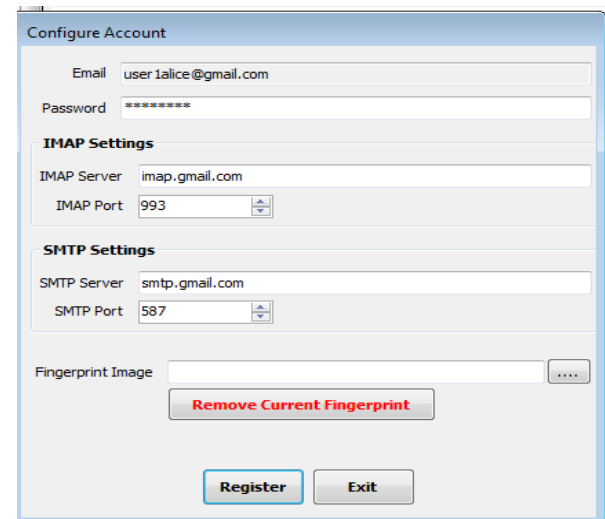 Configure Account
Email user1alice@gmail.com
Password ********
IMAP Settings
IMAP Server imap.gmail.com
IMAP Port 993
SMTP Settings
SMTP Server smtp.gmail.com
SMTP Port 587
Fingerprint Image ....
Remove Current Fingerprint
Register Exit